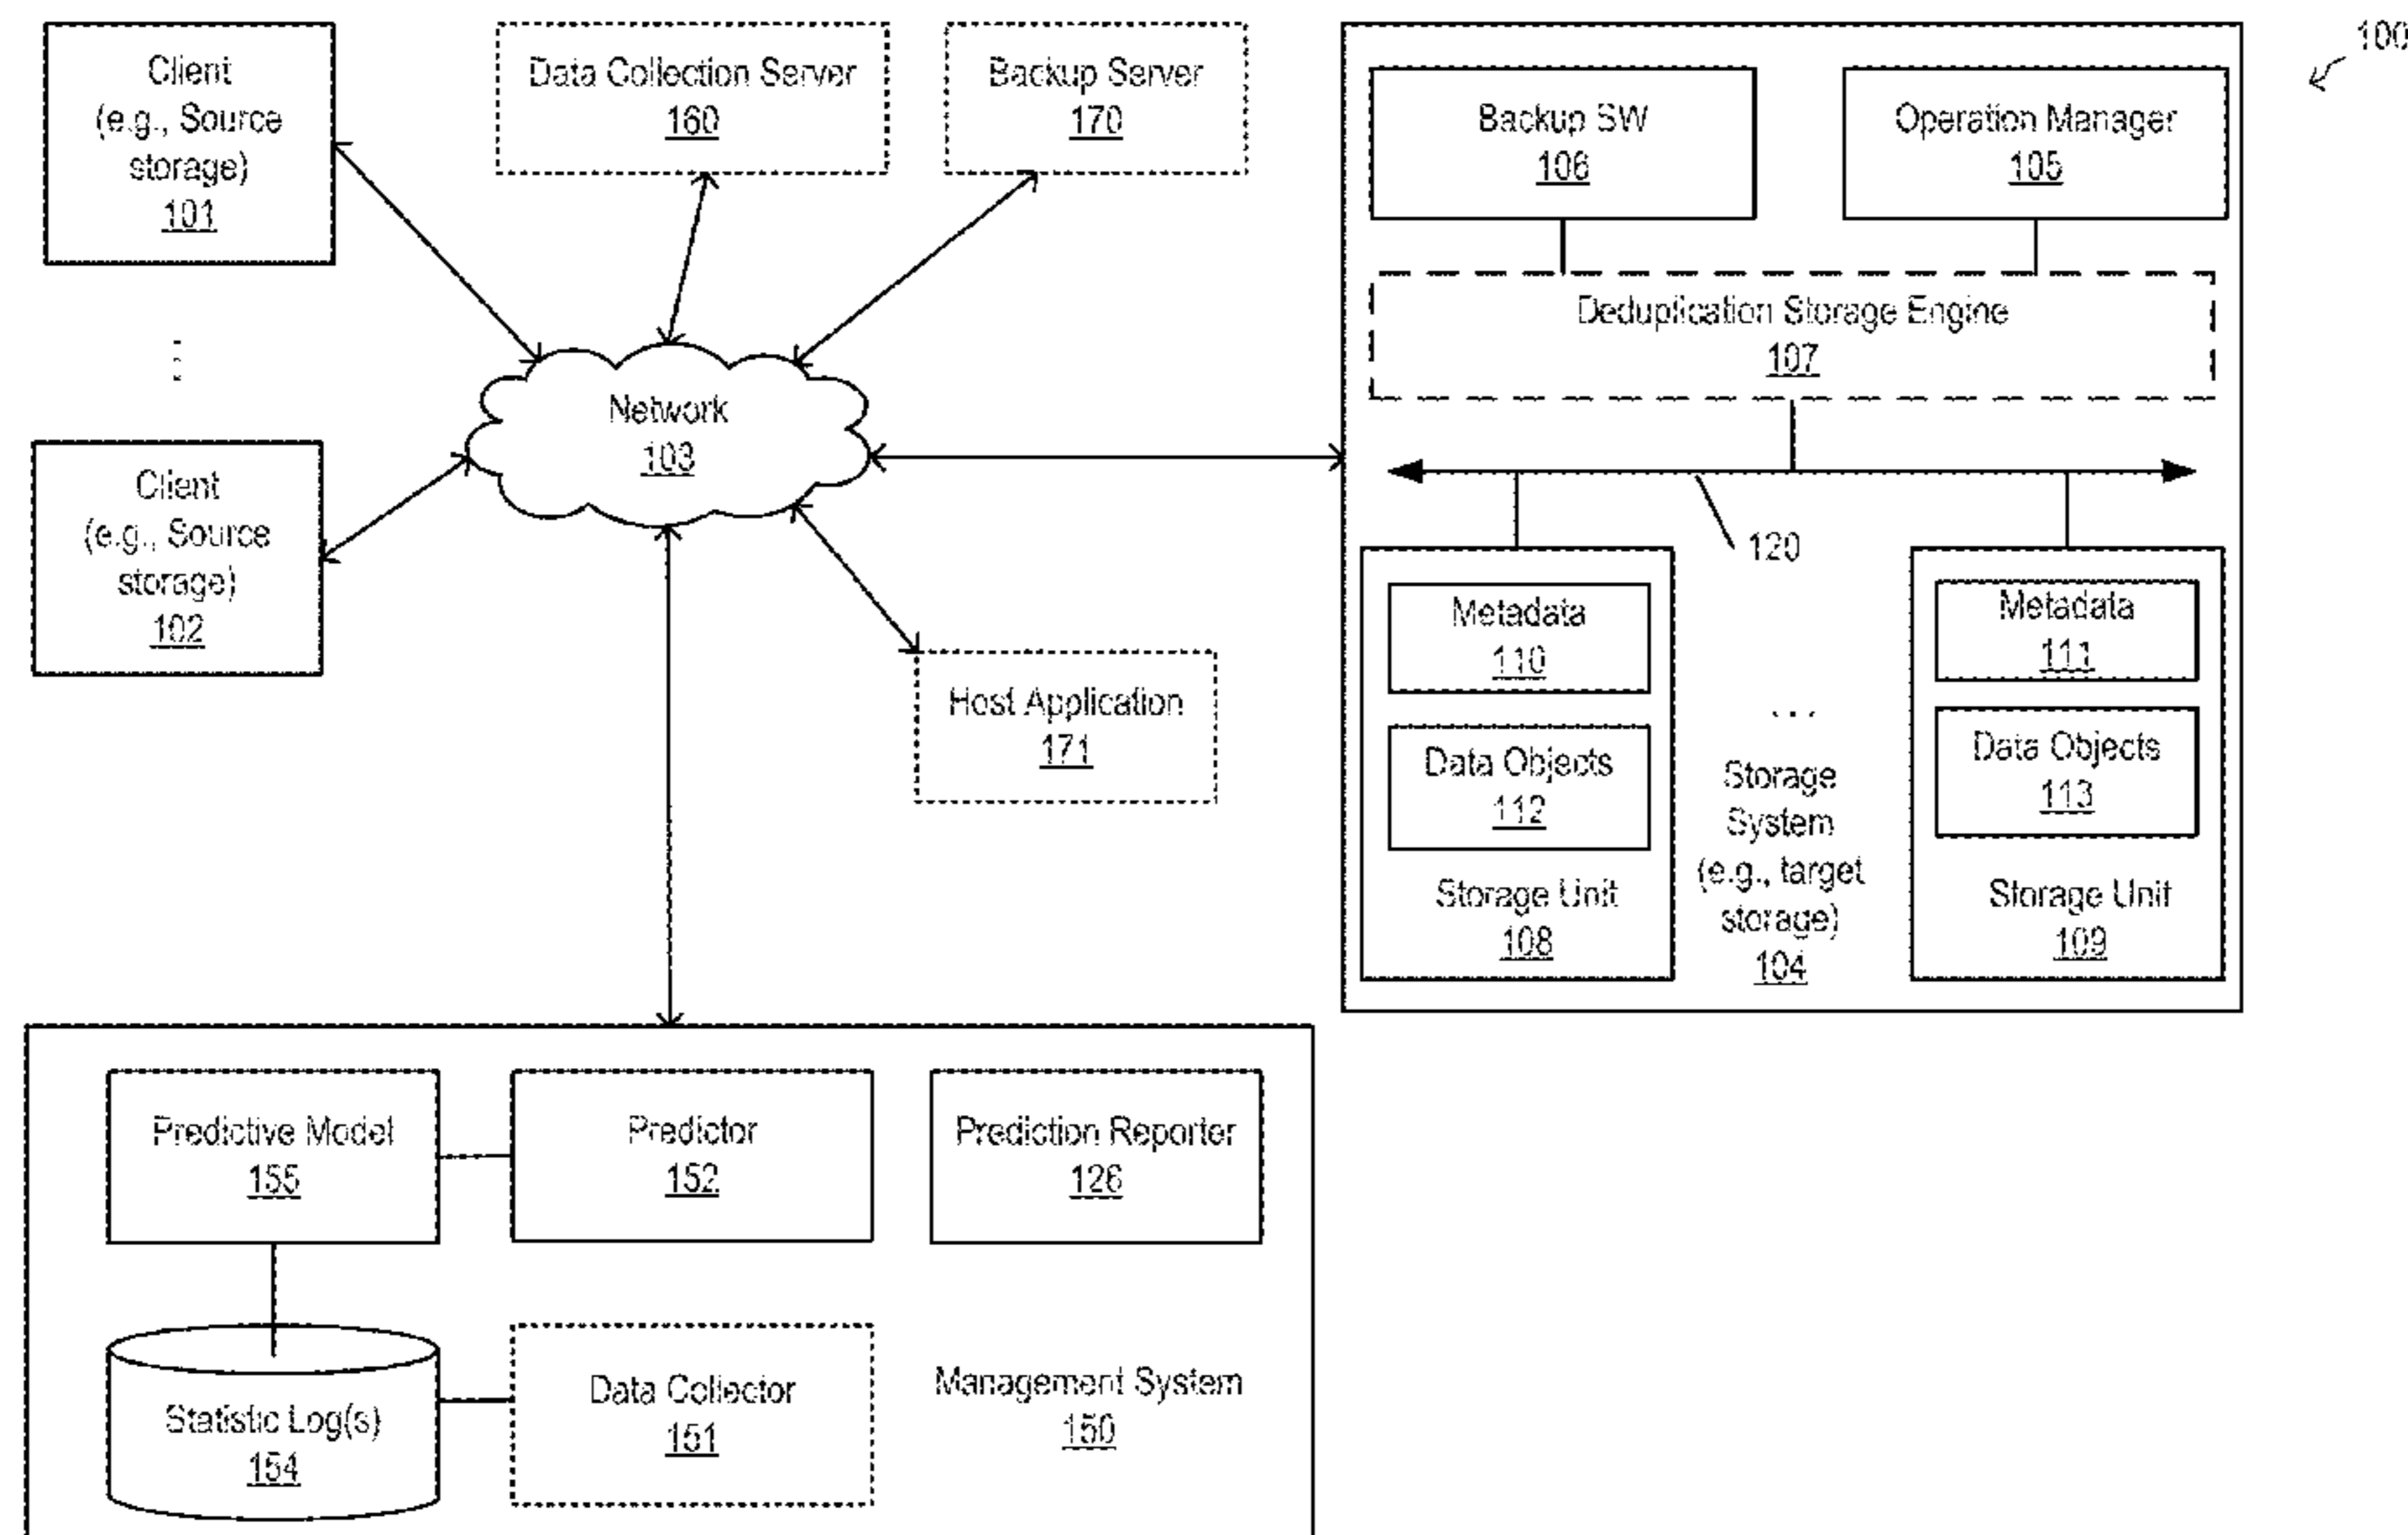 100
Client
(e.g., Source
storage)
101
Data Collection Server
160
Backup Server
170
Backup SW
106
Operation Manager
105
Deduplication Storage Engine
107
Network
103
Client
(e.g., Source
storage)
102
120
Metadata
110
Data Objects
112
Storage Unit
108
...
Storage
System
(e.g., target
storage)
104
Metadata
111
Data Objects
113
Storage Unit
109
Host Application
171
Predictive Model
155
Predictor
152
Prediction Reporter
126
Statistic Log(s)
154
Data Collector
151
Management System
150